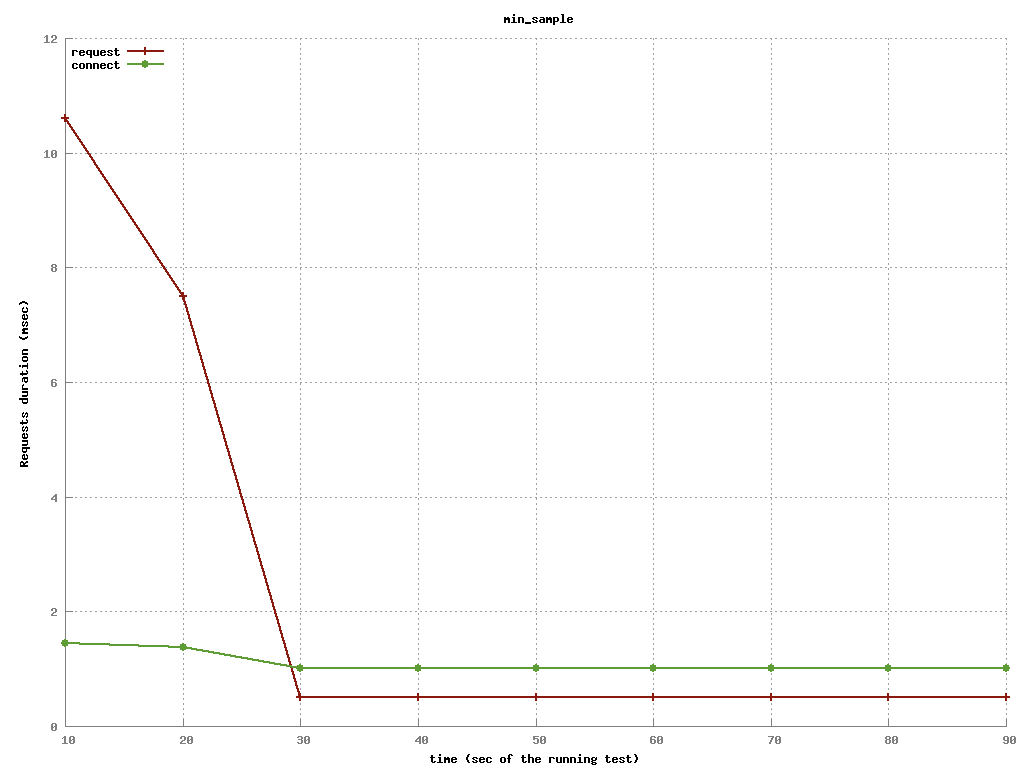 min_sample
12
request
connect
10
8
6
4
2
0
Requests duration (msec)
10 20 30 40 50 60 70 80 90
time (sec of the running test)